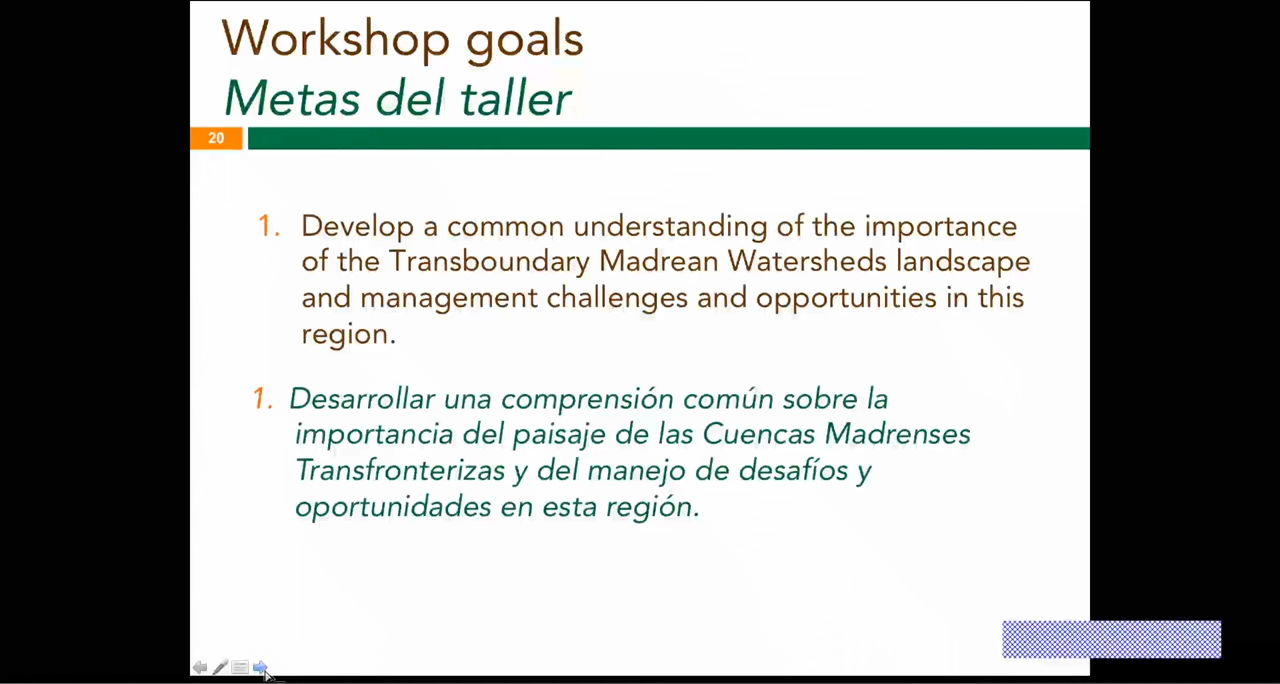 Workshop goals
Metas del taller
20
1. Develop a common understanding of the importance
of the Transboundary Madrean Watersheds landscape
and management challenges and opportunities in this
region.
1. Desarrollar una comprensión común sobre la
importancia del paisaje de las Cuencas Madrenses
Transfronterizas y del manejo de desafíos y
oportunidades en esta región.